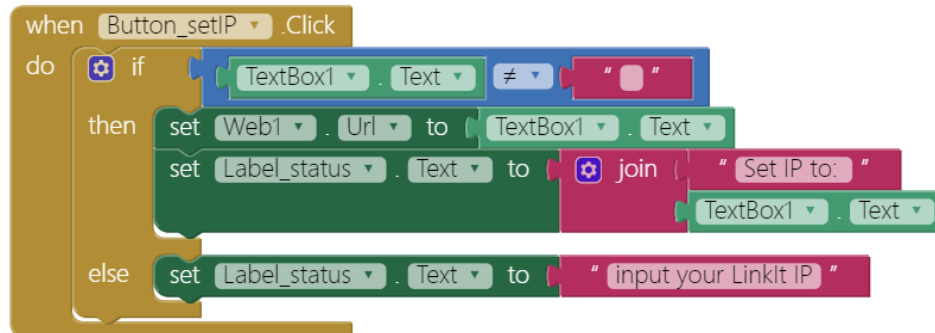 when Button_setIP .Click
do if TextBox1 . Text ≠ " "
then set Web1 . Url to TextBox1 . Text
set Label_status . Text to join " Set IP to: "
TextBox1 . Text
else set Label_status . Text to " input your LinkIt IP "